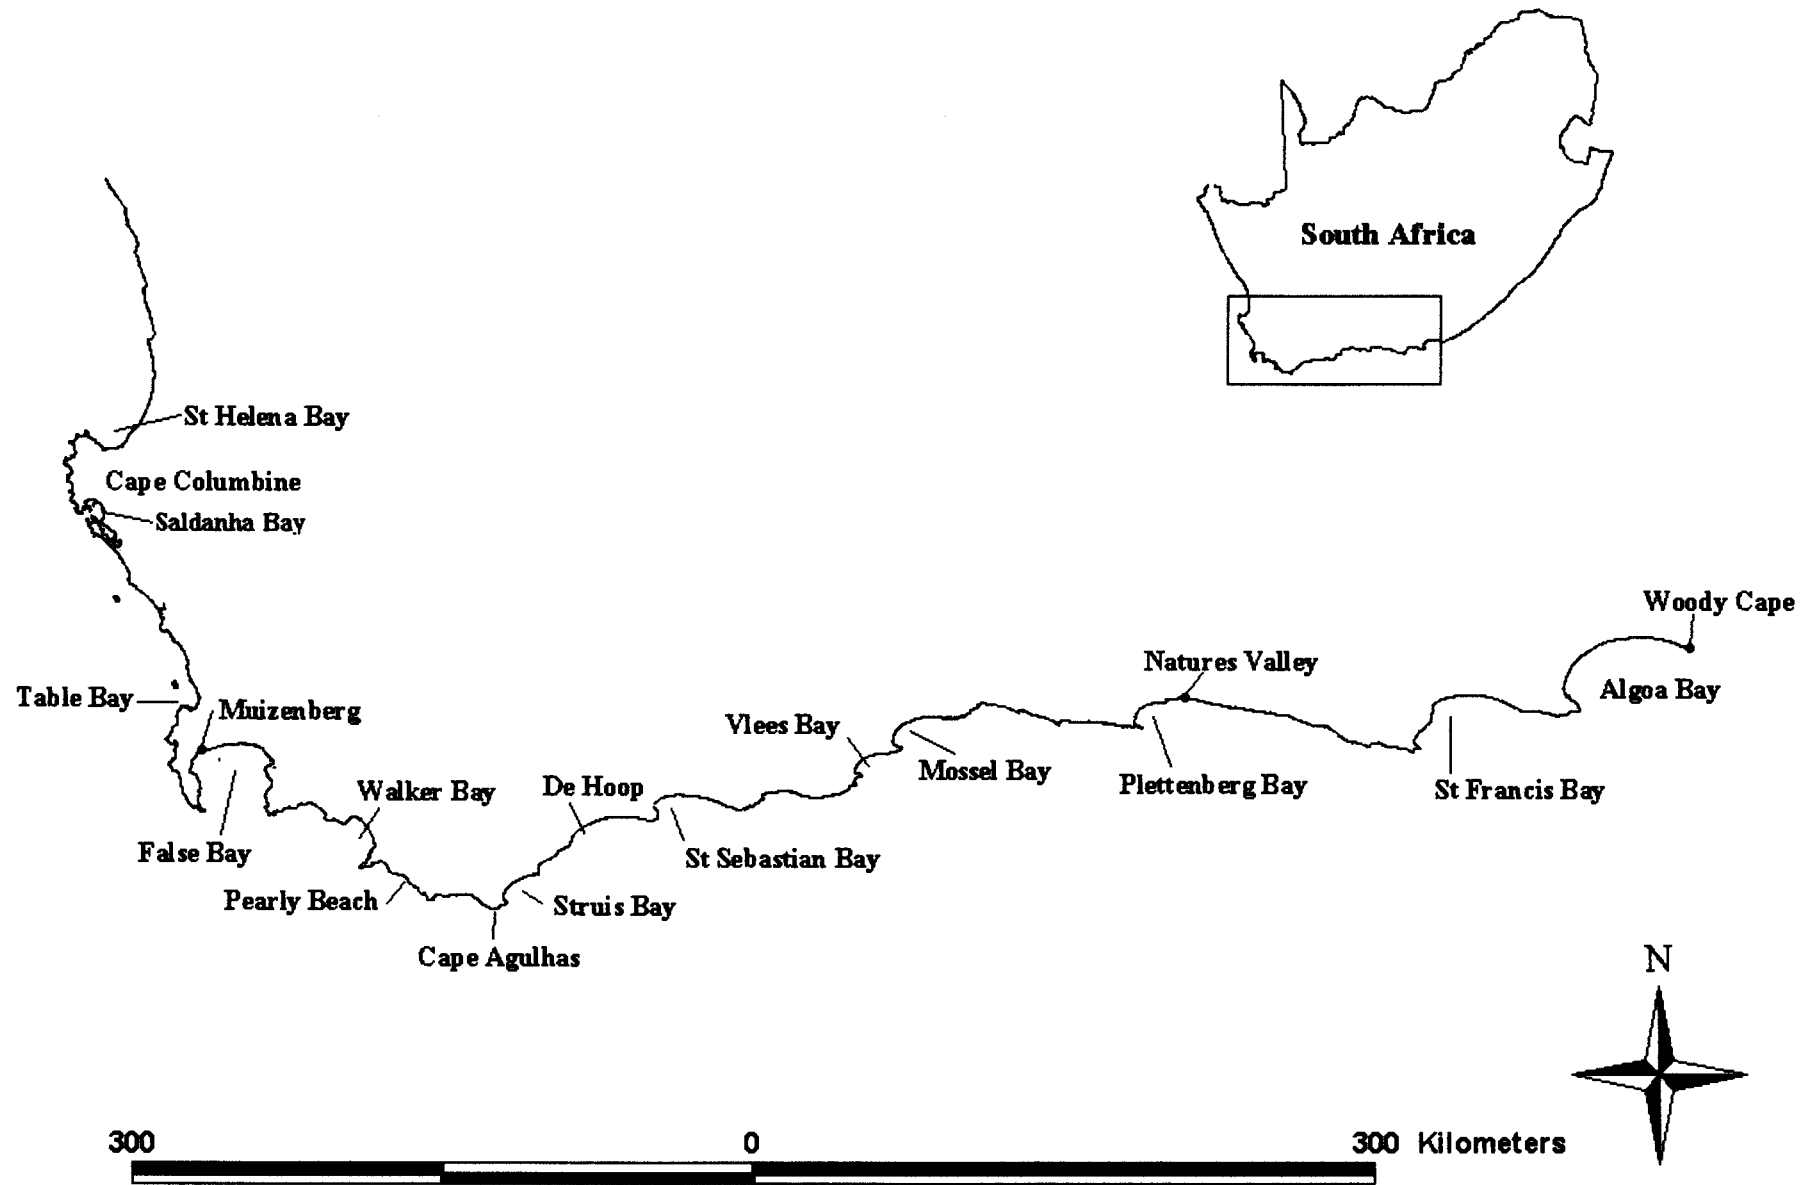 South Africa
St Helena Bay
Cape Columbine
Saldanha Bay
Woody Cape
Natures Valley
Algoa Bay
Table Bay
Muizenberg
Vlees Bay
Mossel Bay
Plettenberg Bay
St Francis Bay
Walker Bay
De Hoop
False Bay
St Sebastian Bay
Pearly Beach
Struis Bay
Cape Agulhas
N
300 0 300 Kilometers